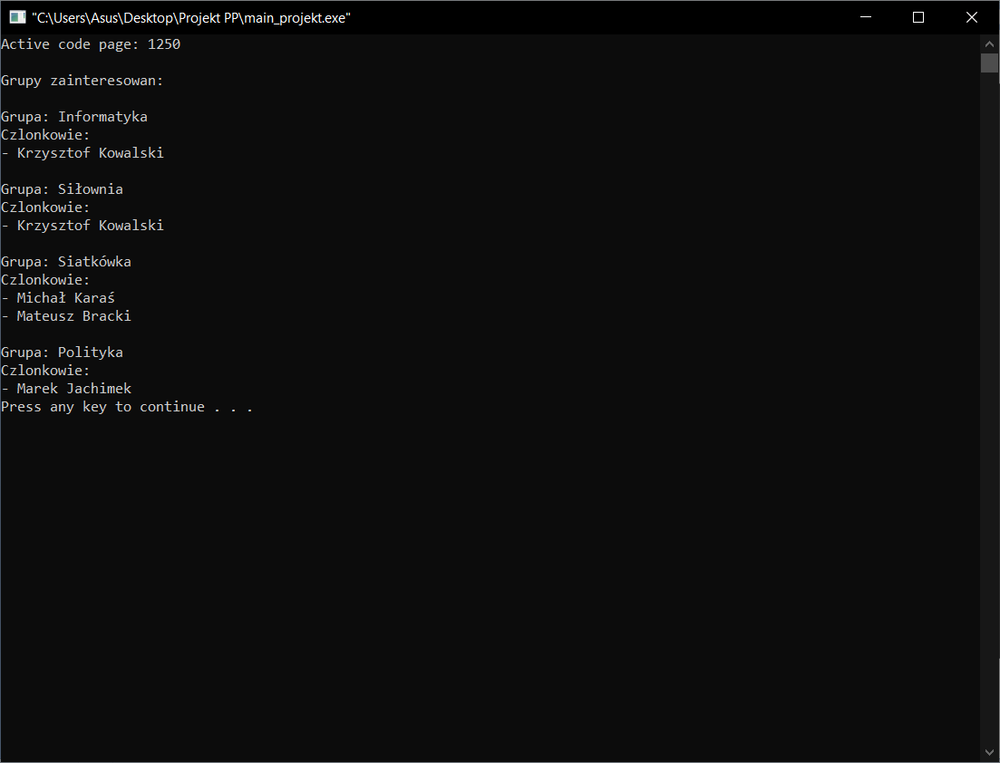 "C:\Users\Asus\Desktop\Projekt PP\main_projekt.exe"
Active code page: 1250
Grupy zainteresowan:
Grupa: Informatyka
Czlonkowie:
- Krzysztof Kowalski
Grupa: Siłownia
Czlonkowie:
- Krzysztof Kowalski
Grupa: Siatkówka
Czlonkowie:
- Michał Karaś
- Mateusz Bracki
Grupa: Polityka
Czlonkowie:
- Marek Jachimek
Press any key to continue . . .